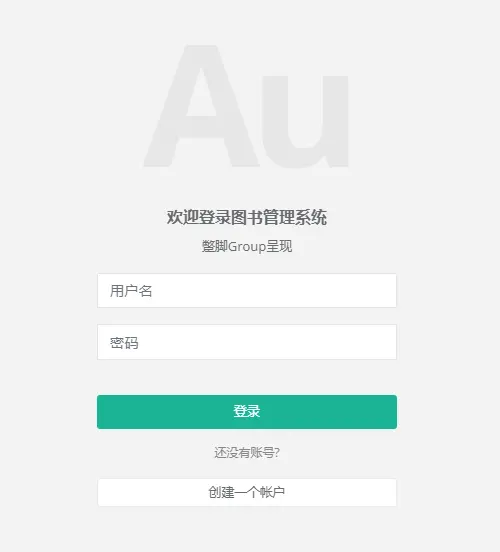 Au
欢迎登录图书管理系统
蹩脚Group呈现
用户名
密码
登录
还没有账号?
创建一个帐户